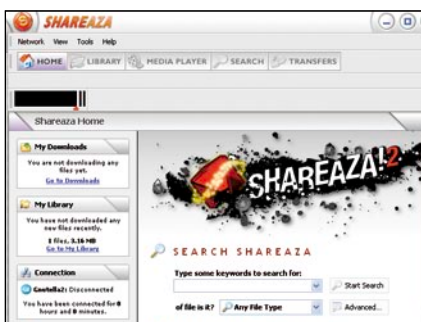 SHAREAZA
Network View Tools Help
HOME LIBRARY MEDIA PLAYER SEARCH TRANSFERS
Shareaza Home
My Downloads
You are not downloading any
files yet.
Go to Downloads
My Library
You have not downloaded any
new files recently.
1 files, 3.16 MB
Go to My Library
Connection
Gnutella2: Disconnected
You have been connected for 0
hours and 0 minutes.
SHAREAZA!2
SEARCH SHAREAZA
Type some keywords to search for:
Start Search
of file is it? Any File Type Advanced...